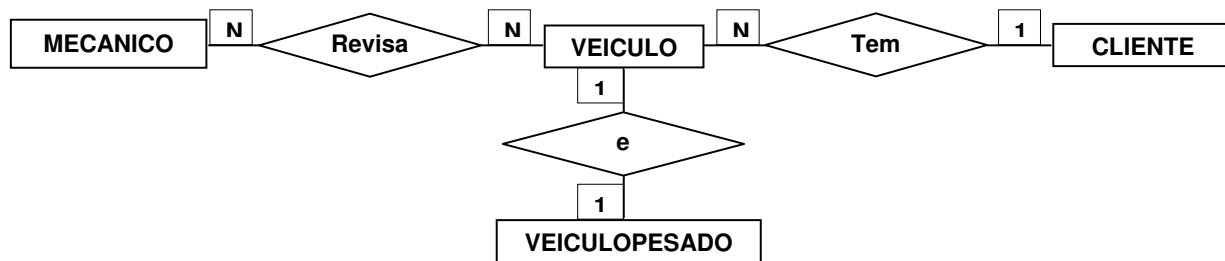 MECANICO N Revisa N VEICULO N Tem 1 CLIENTE
1
e
1
VEICULOPESADO